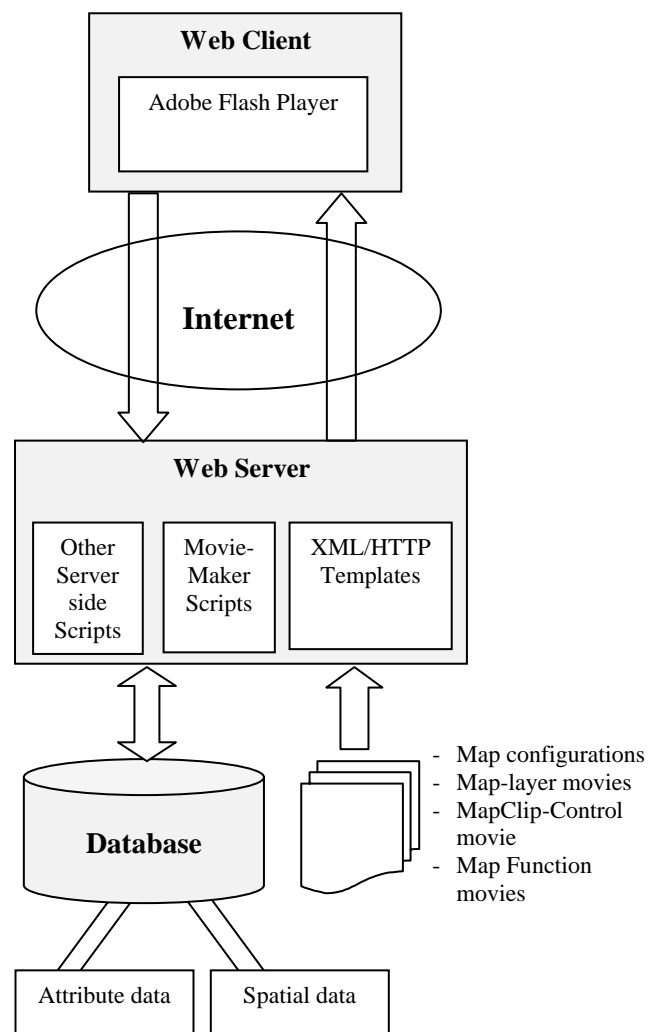 Web Client
Adobe Flash Player
Internet
Web Server
Other
Server
side
Scripts
Movie-
Maker
Scripts
XML/HTTP
Templates
- Map configurations
- Map-layer movies
- MapClip-Control
movie
- Map Function
movies
Database
Attribute data
Spatial data